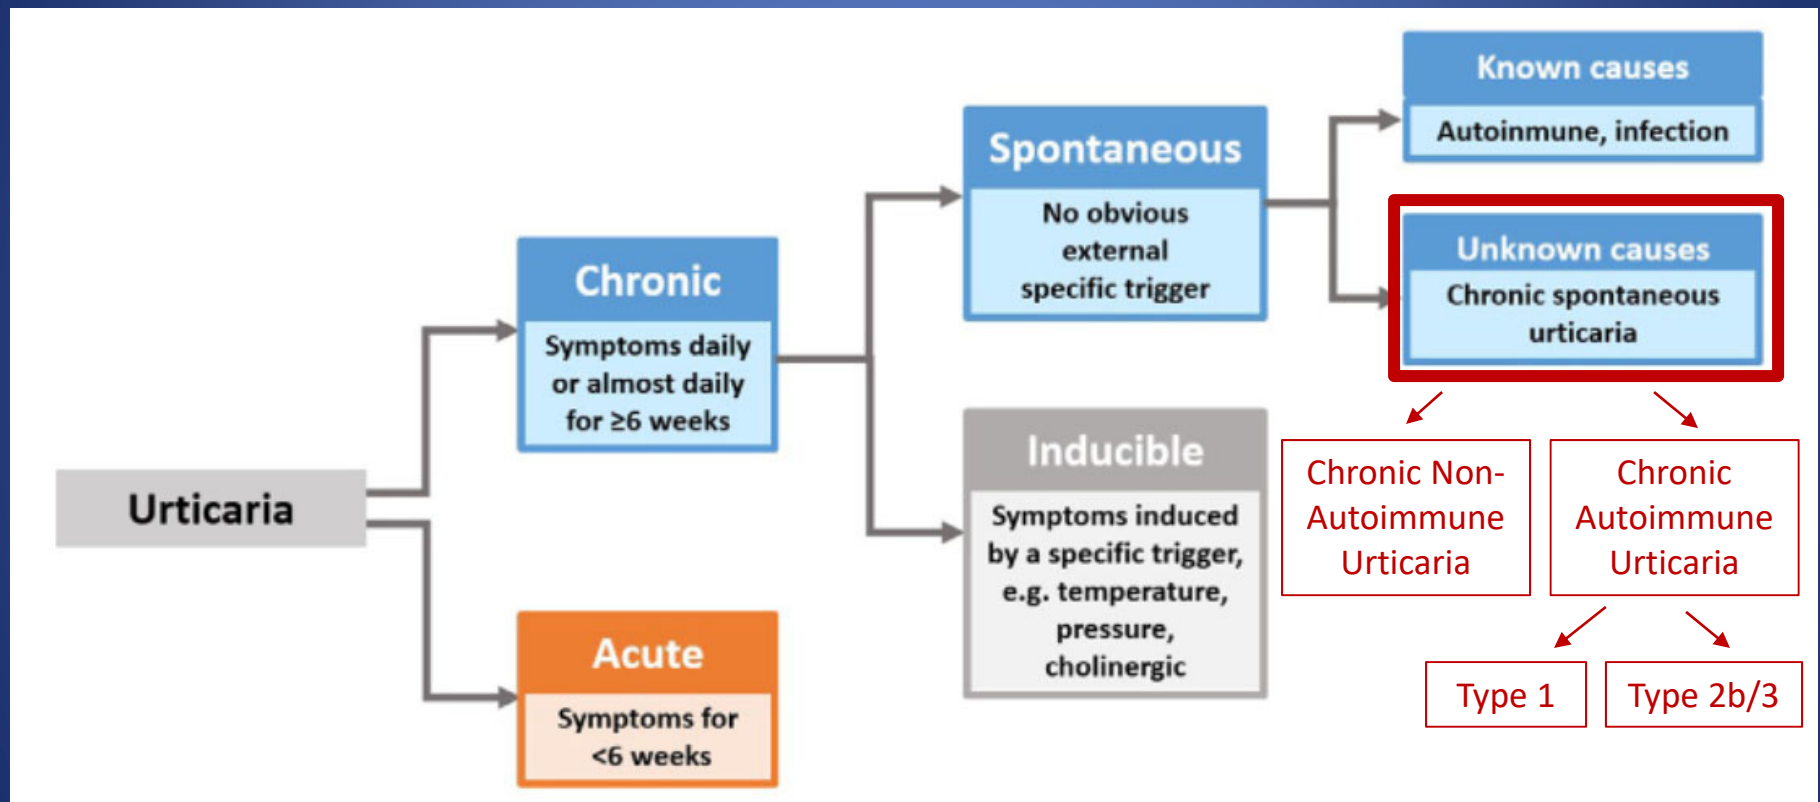 Urticaria
Chronic
Symptoms daily
or almost daily
for ≥6 weeks
Acute
Symptoms for
<6 weeks
Spontaneous
No obvious
external
specific trigger
Inducible
Symptoms induced
by a specific trigger,
e.g. temperature,
pressure,
cholinergic
Known causes
Autoinmune, infection
Unknown causes
Chronic spontaneous
urticaria
Chronic Non-
Autoimmune
Urticaria
Chronic
Autoimmune
Urticaria
Type 1
Type 2b/3